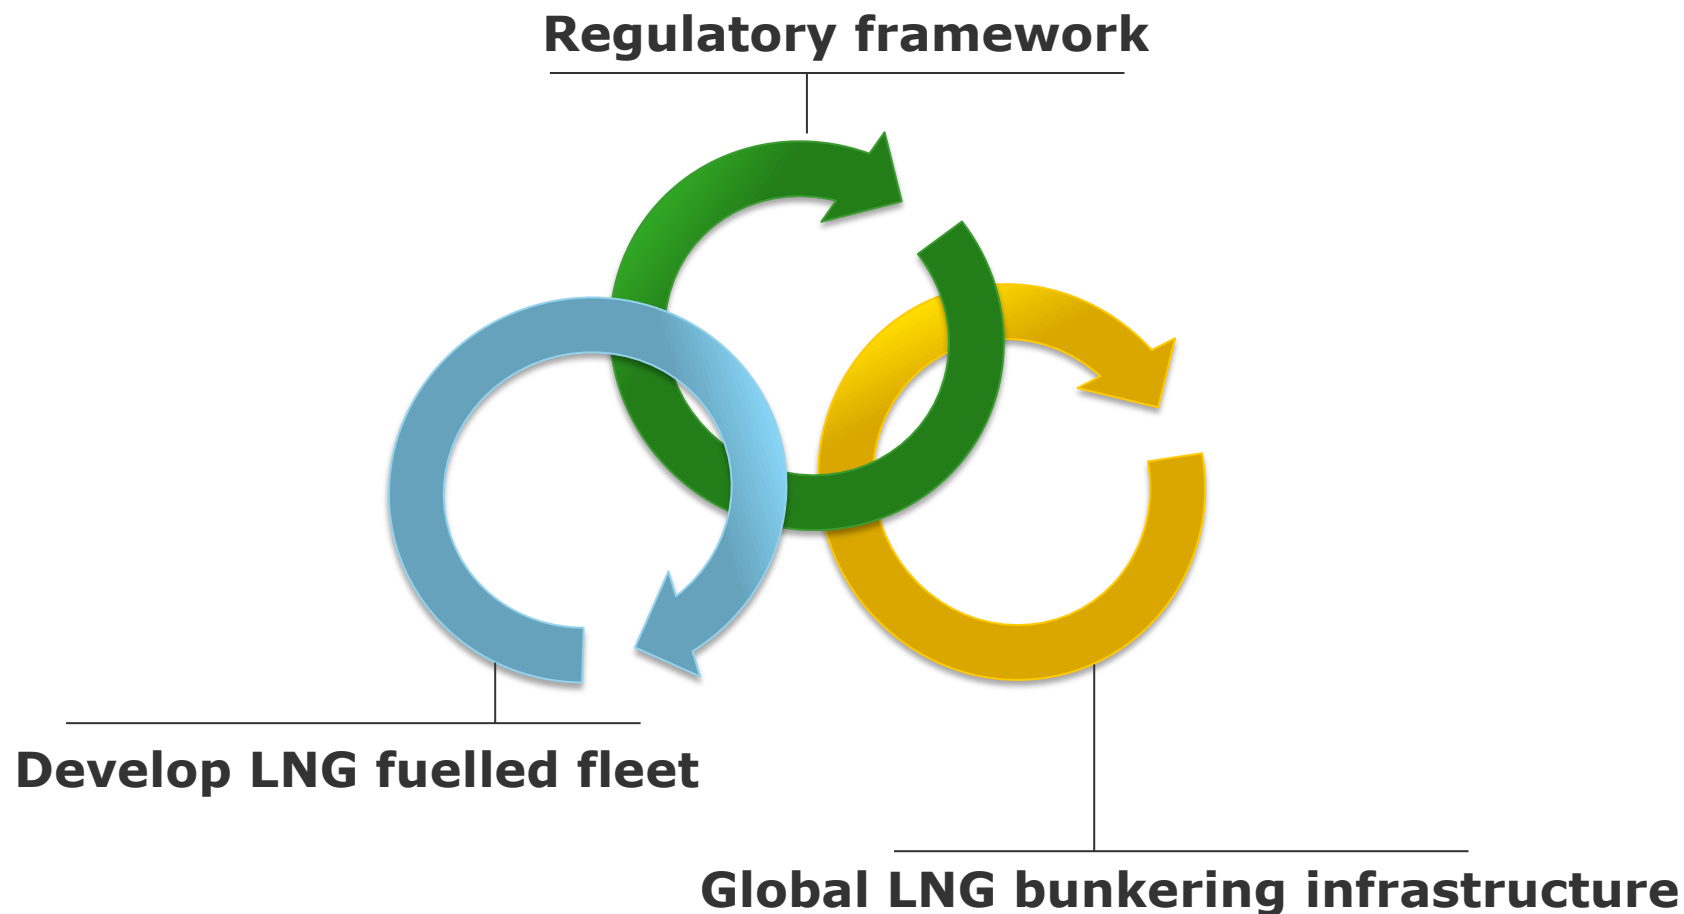 Regulatory framework
Develop LNG fuelled fleet
Global LNG bunkering infrastructure